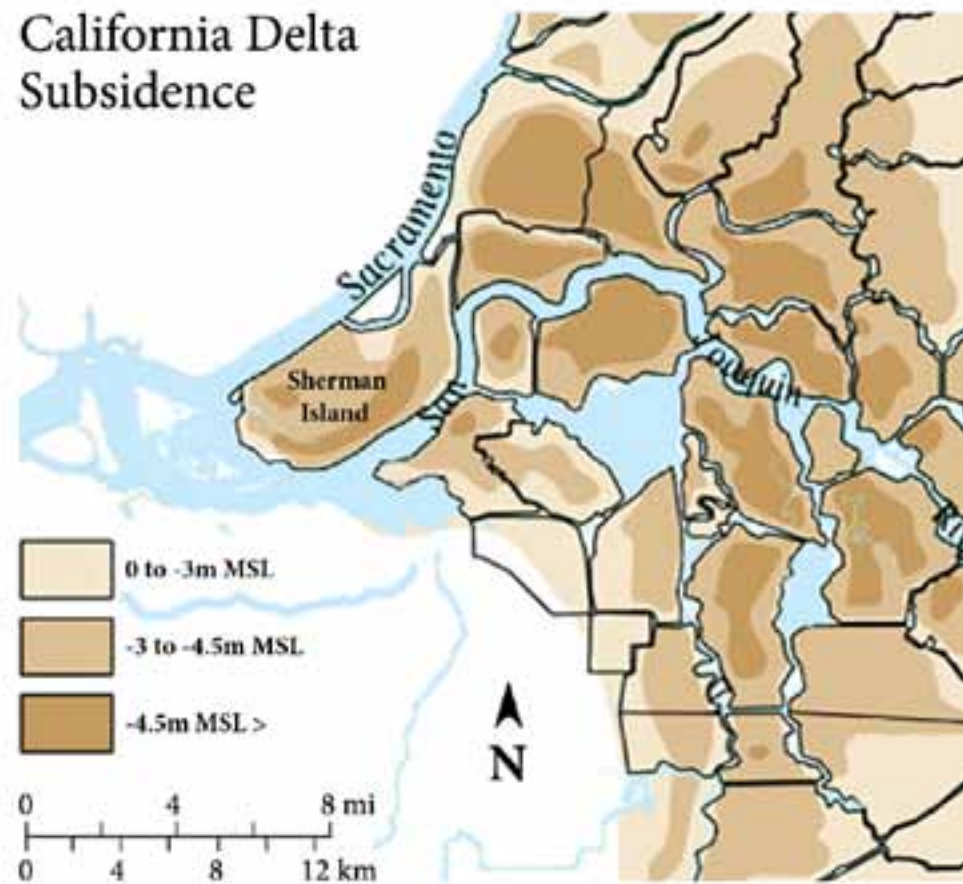 California Delta
Subsidence
Sacramento
Sherman
Island
San
0 to -3m MSL
-3 to -4.5m MSL
-4.5m MSL >
N
0 4 8 mi
0 4 8 12 km